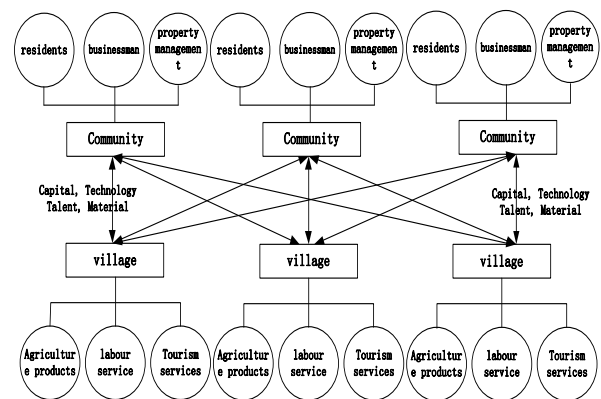 residents
businessman
property
managemen
t
residents
businessman
property
managemen
t
residents
businessman
property
managemen
t
Community
Community
Community
Capital, Technology
Talent, Material
Capital, Technology
Talent, Material
village
village
village
Agricultur
e products
labour
service
Tourism
services
Agricultur
e products
labour
service
Tourism
services
Agricultur
e products
labour
service
Tourism
services